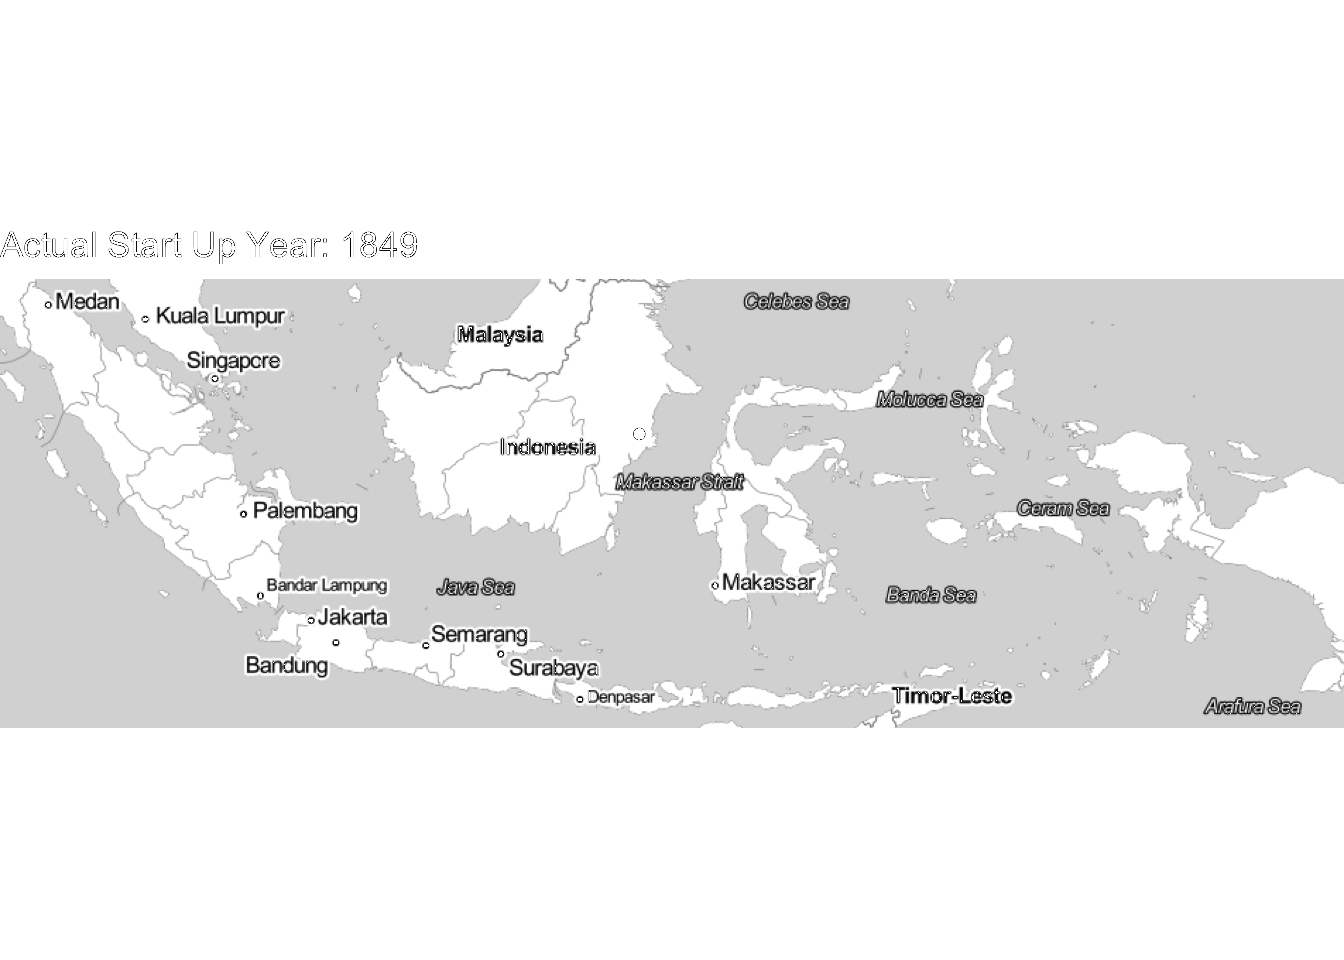 Actual Start Up Year: 1849
Medan
Kuala Lumpur
Singapore
Malaysia
Celebes Sea
Molucca Sea
Indonesia
Makassar Strait
Palembang
Ceram Sea
Bandar Lampung
Java Sea
Makassar
Banda Sea
Jakarta
Semarang
Bandung
Surabaya
Denpasar
Timor-Leste
Arafura Sea